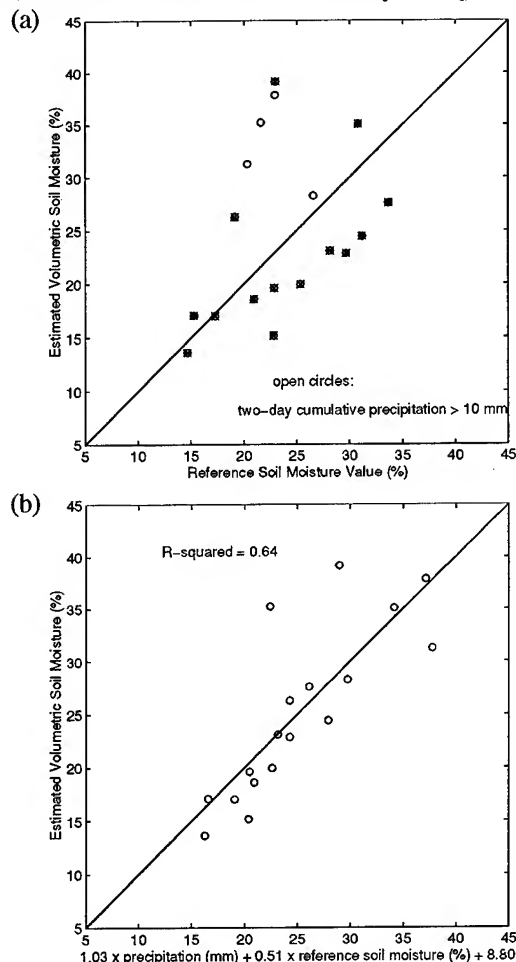 (a)
45
40
35
30
25
20
15
10
5
Estimated Volumetric Soil Moisture (%)
open circles:
two-day cumulative precipitation > 10 mm
5 10 15 20 25 30 35 40 45
Reference Soil Moisture Value (%)
(b)
45
40
35
30
25
20
15
10
5
Estimated Volumetric Soil Moisture (%)
R-squared = 0.64
5 10 15 20 25 30 35 40 45
1.03 x precipitation (mm) + 0.51 x reference soil moisture (%) + 8.80